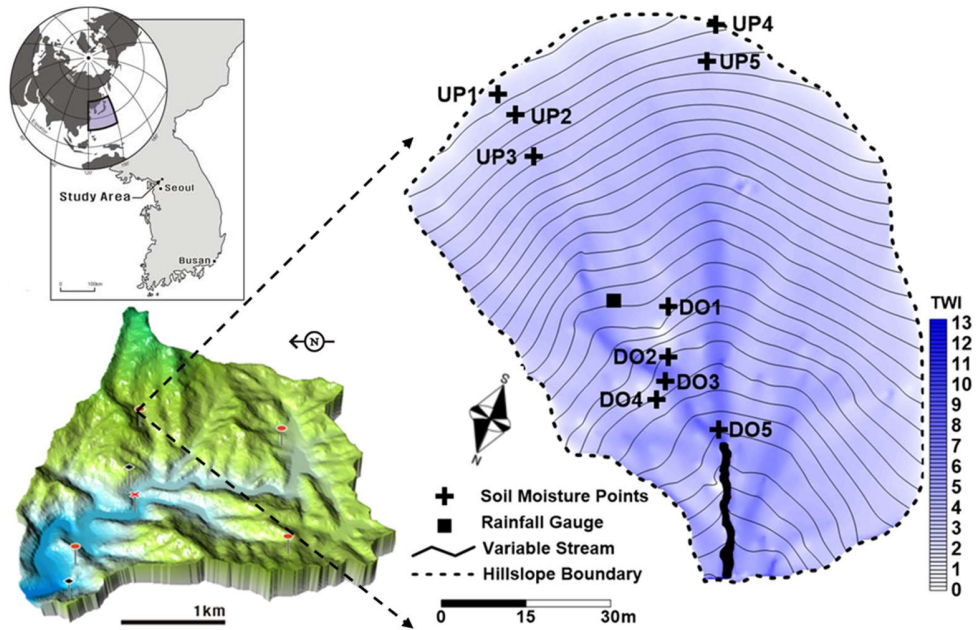 Study Area
Seoul
Busan
0 100km
N
1km
UP4
UP5
UP1
UP2
UP3
DO1
DO2
DO3
DO4
DO5
S
N
Soil Moisture Points
Rainfall Gauge
Variable Stream
Hillslope Boundary
0 15 30m
TWI
13
12
11
10
9
8
7
6
5
4
3
2
1
0